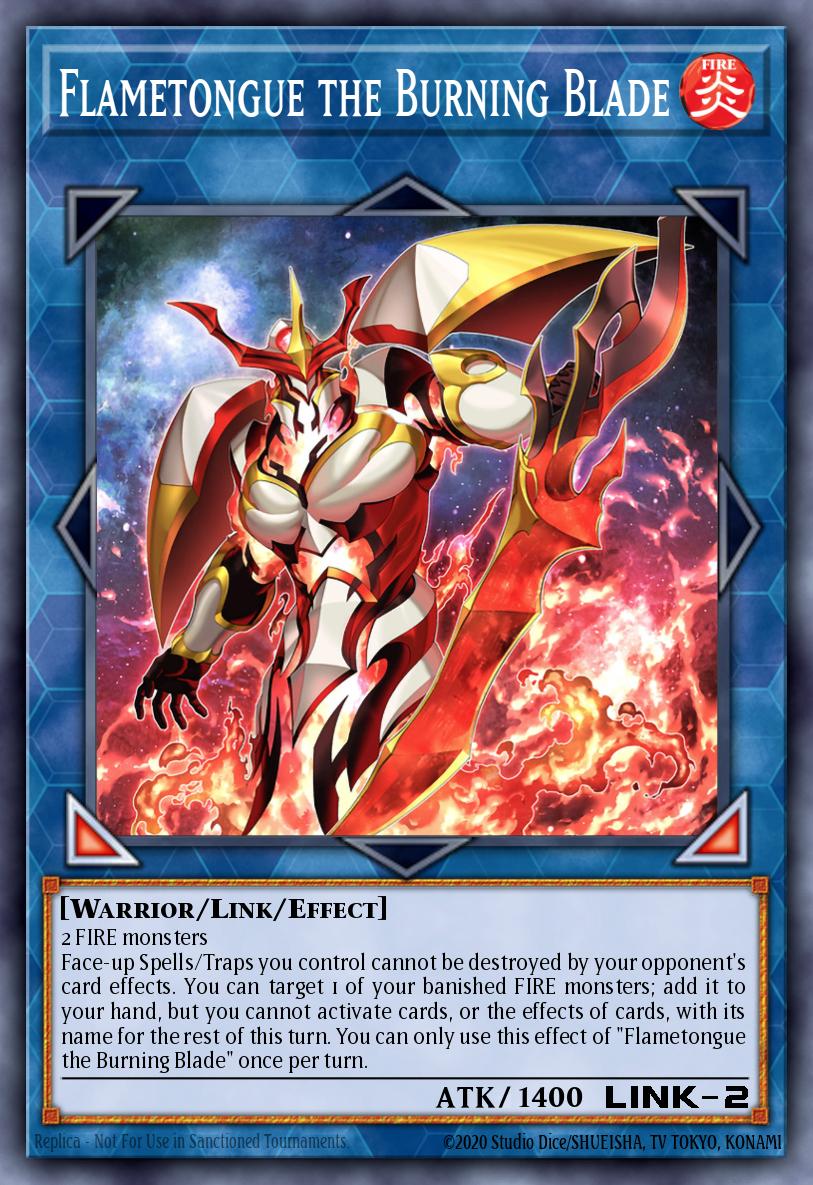 Flametongue the Burning Blade
FIRE
炎
[Warrior/Link/Effect]
2 FIRE monsters
Face-up Spells/Traps you control cannot be destroyed by your opponent's
card effects. You can target 1 of your banished FIRE monsters; add it to
your hand, but you cannot activate cards, or the effects of cards, with its
name for the rest of this turn. You can only use this effect of "Flametongue
the Burning Blade" once per turn.
ATK/1400 LINK-2
Replica - Not For Use in Sanctioned Tournaments. ©2020 Studio Dice/SHUEISHA, TV TOKYO, KONAMI